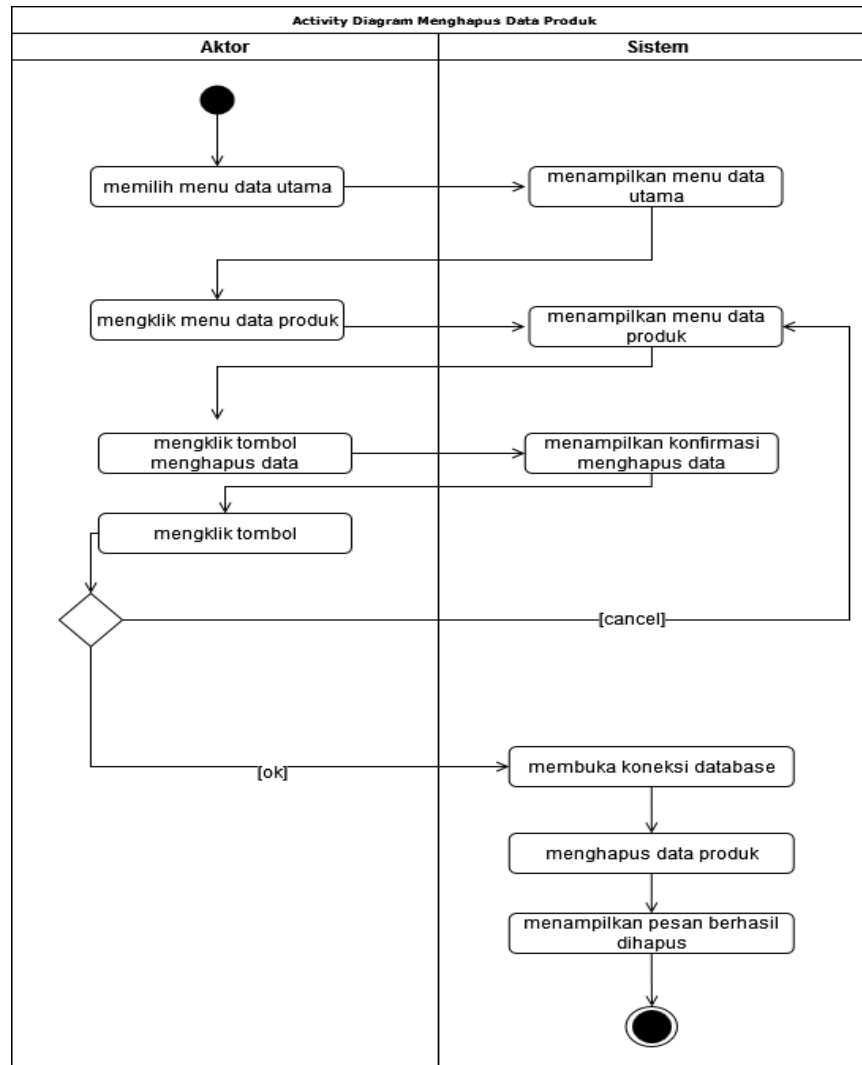 Activity Diagram Menghapus Data Produk
Aktor
Sistem
memilih menu data utama
menampilkan menu data
utama
mengklik menu data produk
menampilkan menu data
produk
mengklik tombol
menghapus data
menampilkan konfirmasi
menghapus data
mengklik tombol
[cancel]
[ok]
membuka koneksi database
menghapus data produk
menampilkan pesan berhasil
dihapus